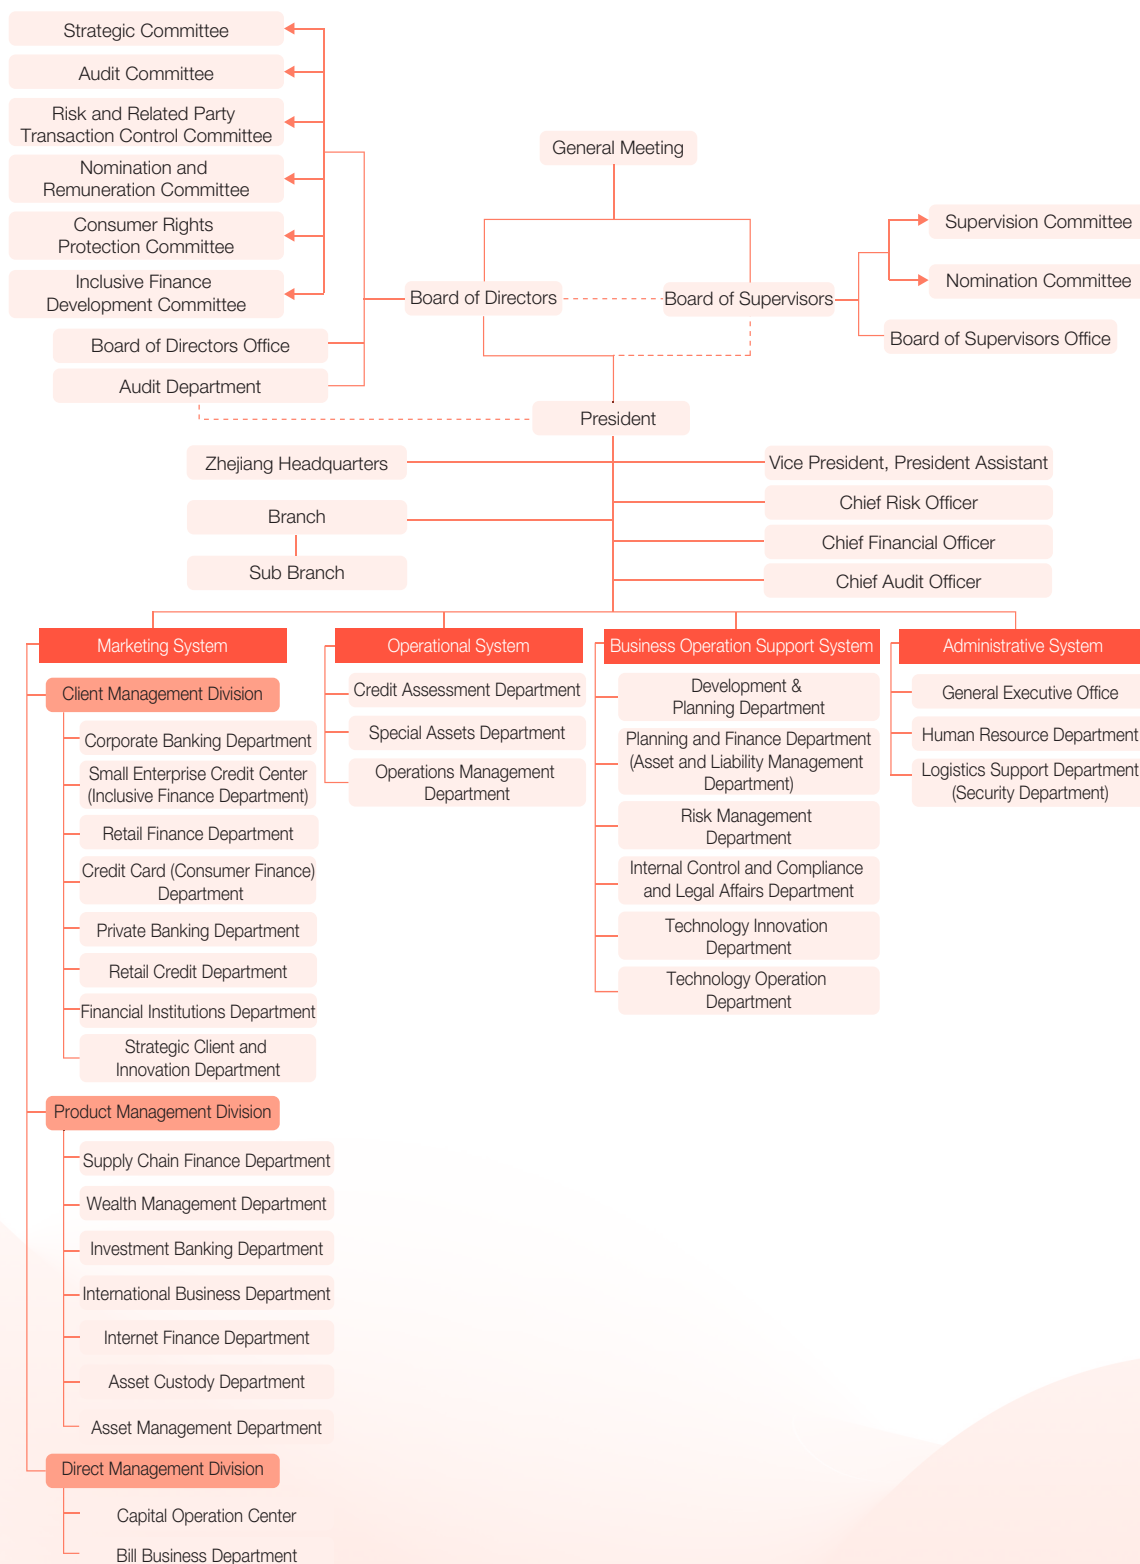 Strategic Committee
Audit Committee
Risk and Related Party
Transaction Control Committee
Nomination and
Remuneration Committee
Consumer Rights
Protection Committee
Inclusive Finance
Development Committee
Board of Directors Office
Audit Department
General Meeting
Board of Directors
Board of Supervisors
Supervision Committee
Nomination Committee
Board of Supervisors Office
President
Zhejiang Headquarters
Branch
Sub Branch
Vice President, President Assistant
Chief Risk Officer
Chief Financial Officer
Chief Audit Officer
Marketing System
Client Management Division
Corporate Banking Department
Small Enterprise Credit Center
(Inclusive Finance Department)
Retail Finance Department
Credit Card (Consumer Finance)
Department
Private Banking Department
Retail Credit Department
Financial Institutions Department
Strategic Client and
Innovation Department
Product Management Division
Supply Chain Finance Department
Wealth Management Department
Investment Banking Department
International Business Department
Internet Finance Department
Asset Custody Department
Asset Management Department
Direct Management Division
Capital Operation Center
Bill Business Department
Operational System
Credit Assessment Department
Special Assets Department
Operations Management
Department
Business Operation Support System
Development &
Planning Department
Planning and Finance Department
(Asset and Liability Management
Department)
Risk Management
Department
Internal Control and Compliance
and Legal Affairs Department
Technology Innovation
Department
Technology Operation
Department
Administrative System
General Executive Office
Human Resource Department
Logistics Support Department
(Security Department)